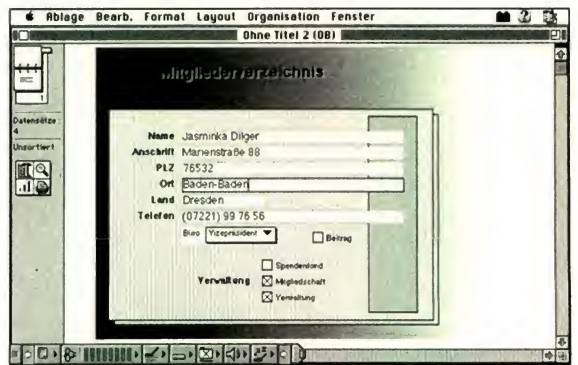 Ablage Bearb. Format Layout Organisation Fenster
Ohne Titel 2 (DB)
Mitgliederverzeichnis
1
Datensätze:
4
Unsortiert
Name Jasminka Dilger
Anschrift Marienstraße 88
PLZ 76532
Ort Baden-Baden
Land Dresden
Telefon (07221) 99 76 56
Büro Vizepräsident
Beitrag
Spendenfond
Verwaltung
Mitgliedschaft
Verwaltung